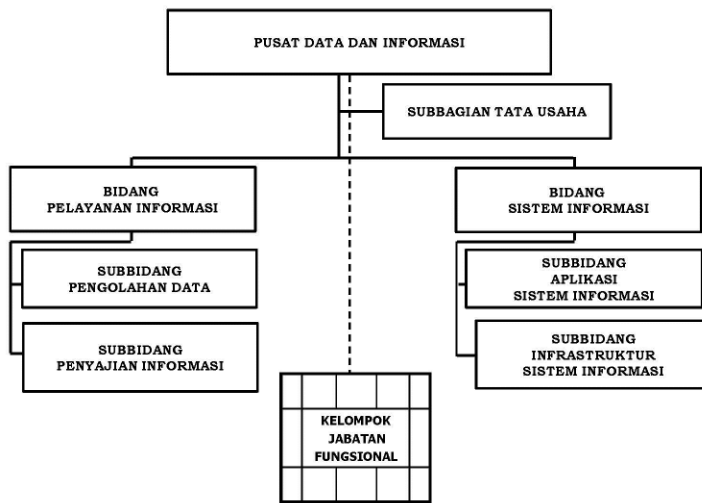 PUSAT DATA DAN INFORMASI
SUBBAGIAN TATA USAHA
BIDANG
PELAYANAN INFORMASI
BIDANG
SISTEM INFORMASI
SUBBIDANG
PENGOLAHAN DATA
SUBBIDANG
APLIKASI
SISTEM INFORMASI
SUBBIDANG
PENYAJIAN INFORMASI
SUBBIDANG
INFRASTRUKTUR
SISTEM INFORMASI
KELOMPOK
JABATAN
FUNGSIONAL